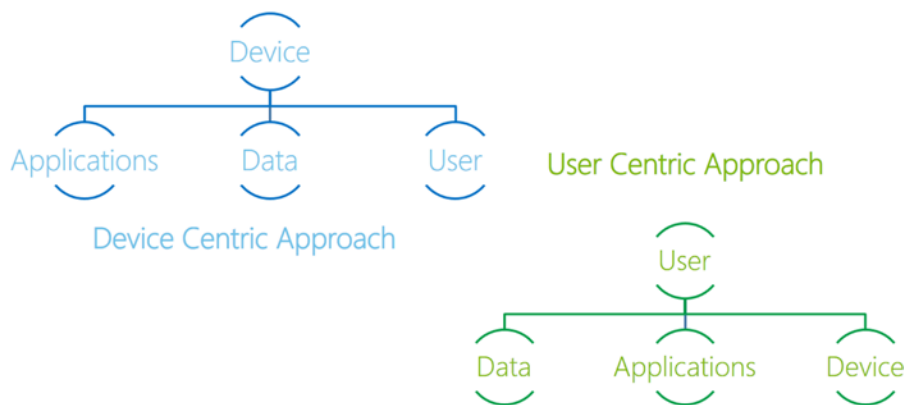 Device
Applications Data User
Device Centric Approach
User Centric Approach
User
Data Applications Device